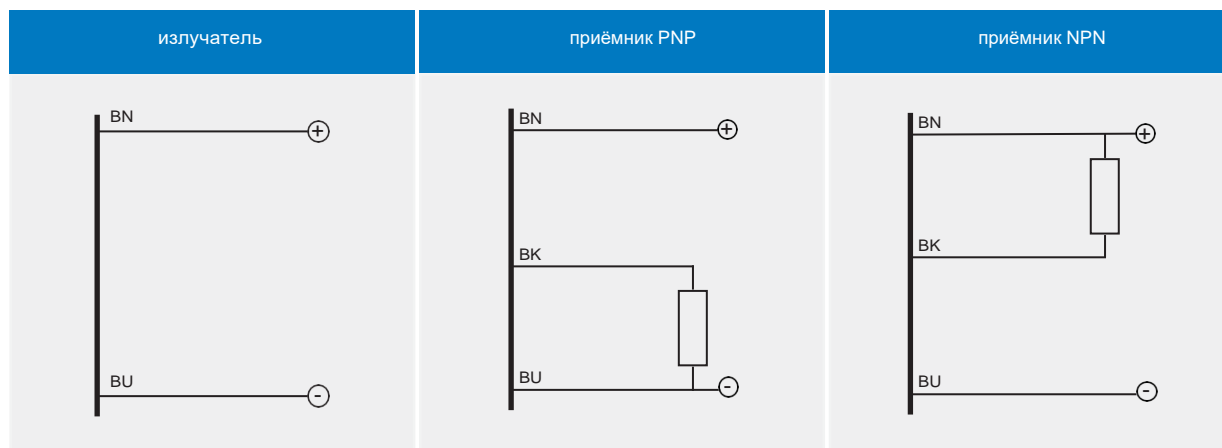 излучатель
приёмник PNP
приёмник NPN
BN
+
BU
-
BN
+
BK
BU
-
BN
+
BK
BU
-